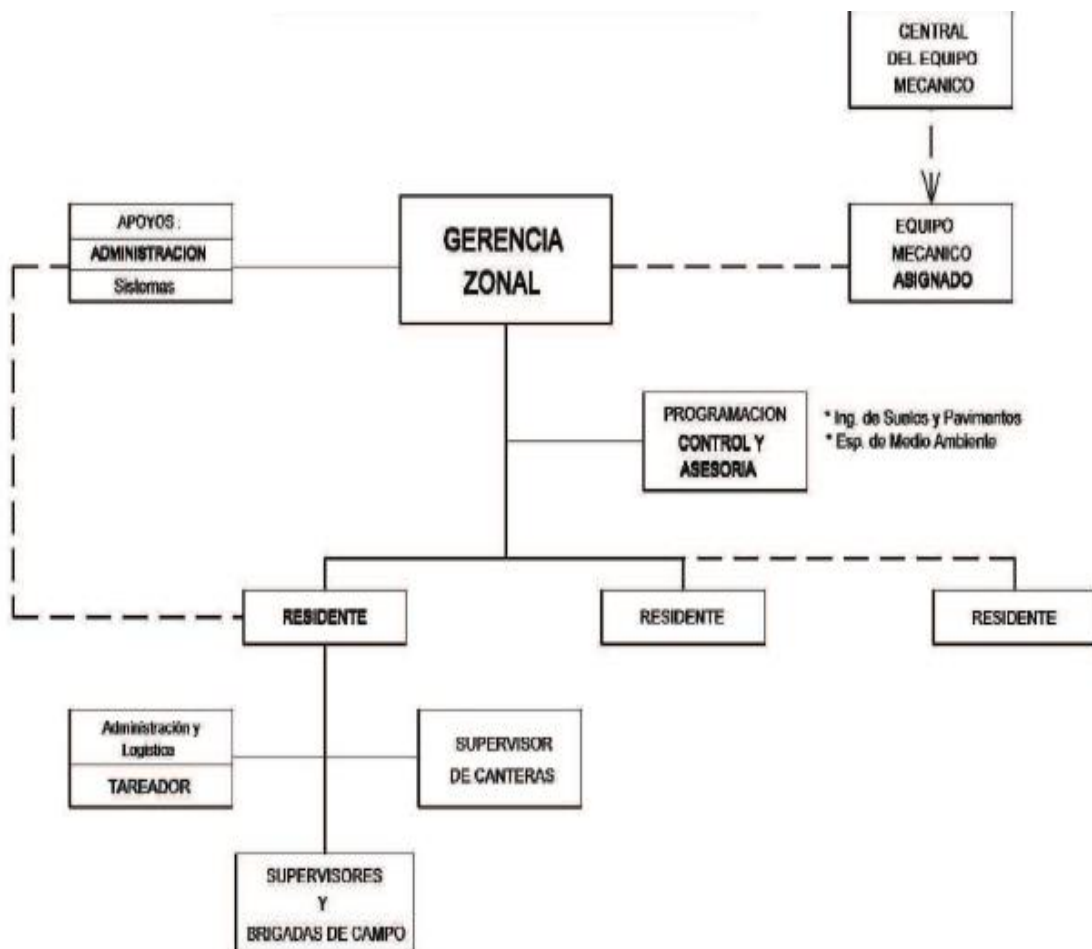 CENTRAL
DEL EQUIPO
MECANICO
APOYOS :
ADMINISTRACION
Sistemas
GERENCIA
ZONAL
EQUIPO
MECANICO
ASIGNADO
PROGRAMACION
CONTROL Y
ASESORIA
* Ing. de Suelos y Pavimentos
* Esp. de Medio Ambiente
RESIDENTE
RESIDENTE
RESIDENTE
Administración y
Logística
TAREADOR
SUPERVISOR
DE CANTERAS
SUPERVISORES
Y
BRIGADAS DE CAMPO